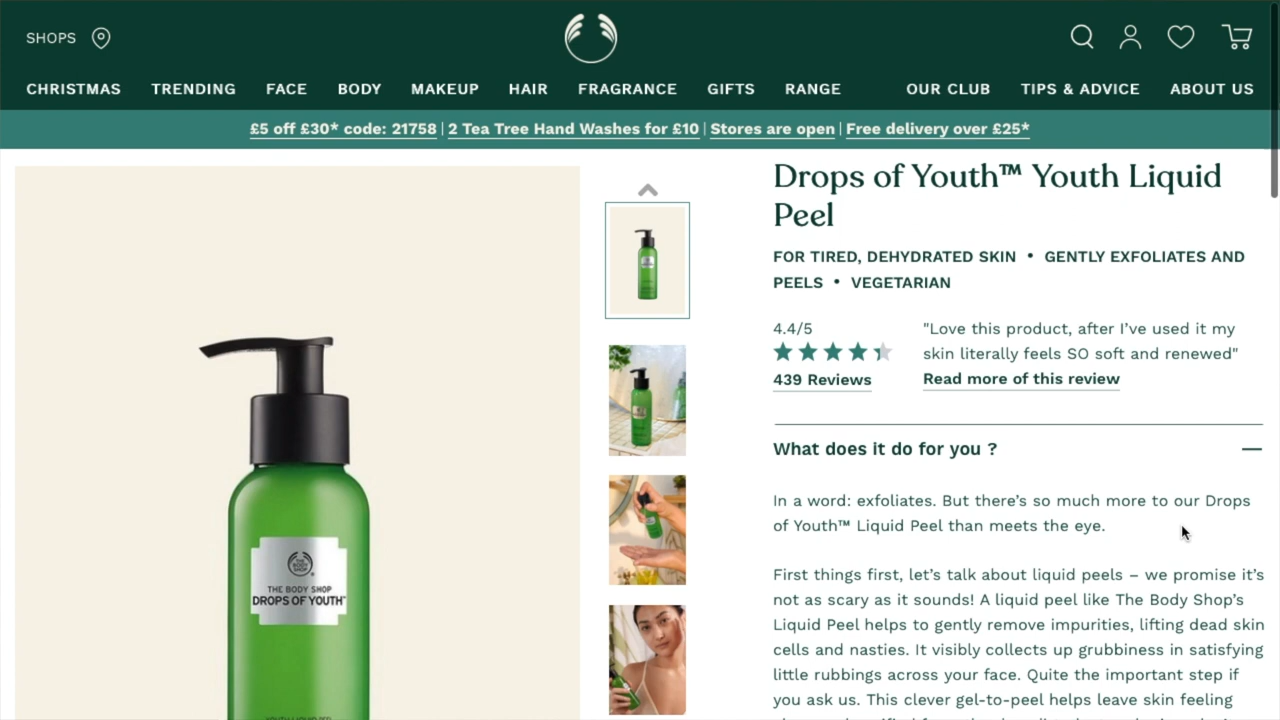 SHOPS
CHRISTMAS TRENDING FACE BODY MAKEUP HAIR FRAGRANCE GIFTS RANGE OUR CLUB TIPS & ADVICE ABOUT US
£5 off £30* code: 21758 | 2 Tea Tree Hand Washes for £10 | Stores are open | Free delivery over £25*
THE BODY SHOP
THE BODY SHOP
DROPS OF YOUTH™
Drops of Youth™ Youth Liquid
Peel
FOR TIRED, DEHYDRATED SKIN • GENTLY EXFOLIATES AND
PEELS • VEGETARIAN
4.4/5
439 Reviews
"Love this product, after I’ve used it my
skin literally feels SO soft and renewed"
Read more of this review
What does it do for you ?
In a word: exfoliates. But there’s so much more to our Drops
of Youth™ Liquid Peel than meets the eye.
First things first, let’s talk about liquid peels – we promise it’s
not as scary as it sounds! A liquid peel like The Body Shop’s
Liquid Peel helps to gently remove impurities, lifting dead skin
cells and nasties. It visibly collects up grubbiness in satisfying
little rubbings across your face. Quite the important step if
you ask us. This clever gel-to-peel helps leave skin feeling